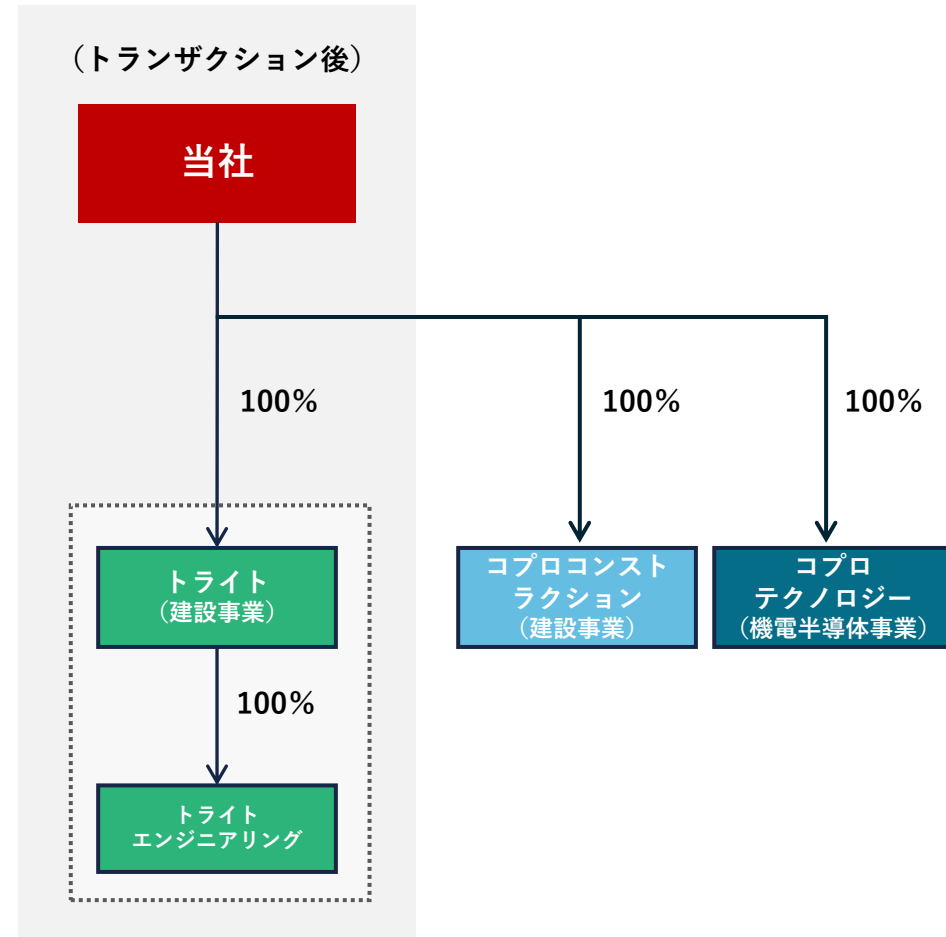 （トランザクション後）
当社
100%
100%
100%
トライト
（建設事業）
コプロコンスト
ラクション
（建設事業）
コプロ
テクノロジー
（機電半導体事業）
100%
トライト
エンジニアリング